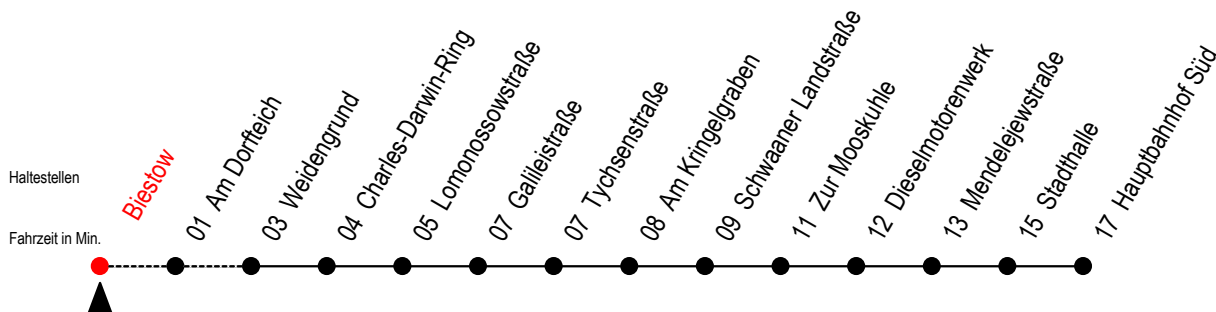 Haltestellen
Fahrzeit in Min.
Biestow
01 Am Dorfteich
03 Weidengrund
04 Charles-Darwin-Ring
05 Lomonossowstraße
07 Galileistraße
07 Tychsenstraße
08 Am Kringelgraben
09 Schwaaner Landstraße
11 Zur Mooskuhle
12 Dieselmotorenwerk
13 Mendelejewstraße
15 Stadthalle
17 Hauptbahnhof Süd